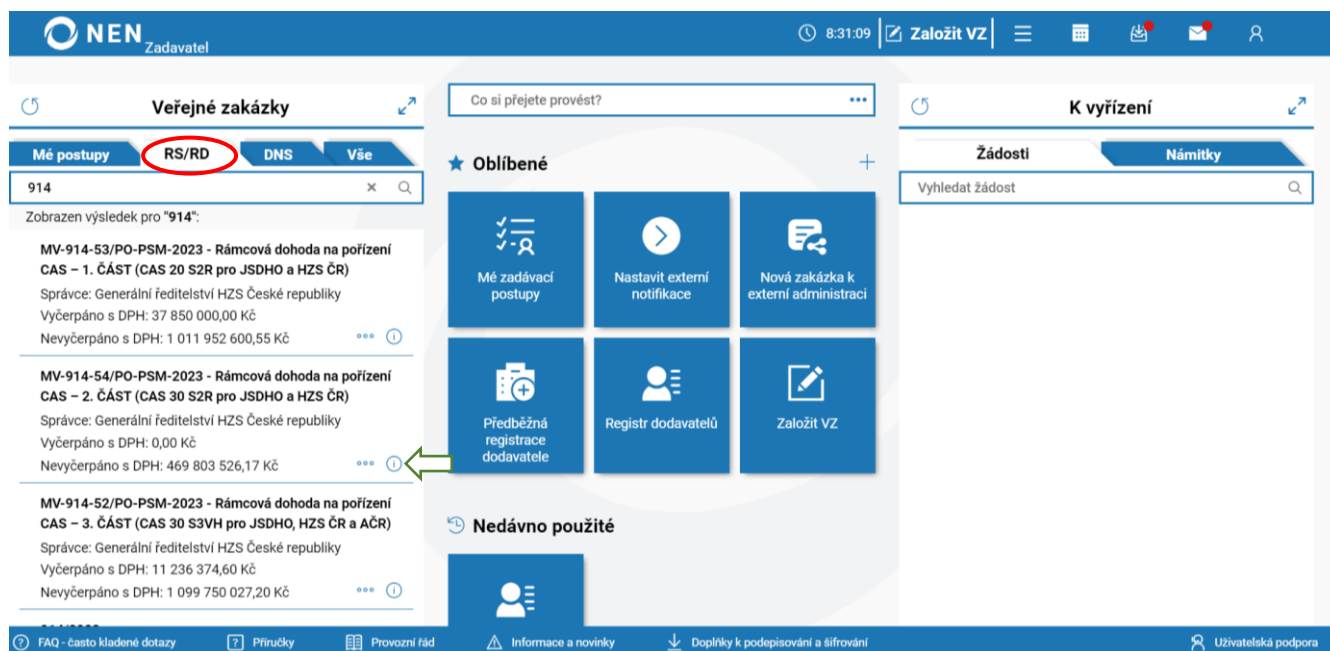 NEN Zadavatel
8:31:09
Založit VZ
Veřejné zakázky
Mé postupy
RS/RD
DNS
Vše
914
Zobrazen výsledek pro "914":
MV-914-53/PO-PSM-2023 - Rámcová dohoda na pořízení
CAS – 1. ČÁST (CAS 20 S2R pro JSDHO a HZS ČR)
Správce: Generální ředitelství HZS České republiky
Vyčerpáno s DPH: 37 850 000,00 Kč
Nevyčerpáno s DPH: 1 011 952 600,55 Kč
MV-914-54/PO-PSM-2023 - Rámcová dohoda na pořízení
CAS – 2. ČÁST (CAS 30 S2R pro JSDHO a HZS ČR)
Správce: Generální ředitelství HZS České republiky
Vyčerpáno s DPH: 0,00 Kč
Nevyčerpáno s DPH: 469 803 526,17 Kč
MV-914-52/PO-PSM-2023 - Rámcová dohoda na pořízení
CAS – 3. ČÁST (CAS 30 S3VH pro JSDHO, HZS ČR a AČR)
Správce: Generální ředitelství HZS České republiky
Vyčerpáno s DPH: 11 236 374,60 Kč
Nevyčerpáno s DPH: 1 099 750 027,20 Kč
Co si přejete provést?
Oblíbené
Mé zadávací
postupy
Nastavit externí
notifikace
Nová zakázka k
externí administraci
Předběžná
registrace
dodavatele
Registr dodavatelů
Založit VZ
Nedávno použité
K vyřízení
Žádosti
Námitky
Vyhledat žádost
FAQ - často kladené dotazy
Příručky
Provozní řád
Informace a novinky
Doplňky k podepisování a šifrování
Uživatelská podpora